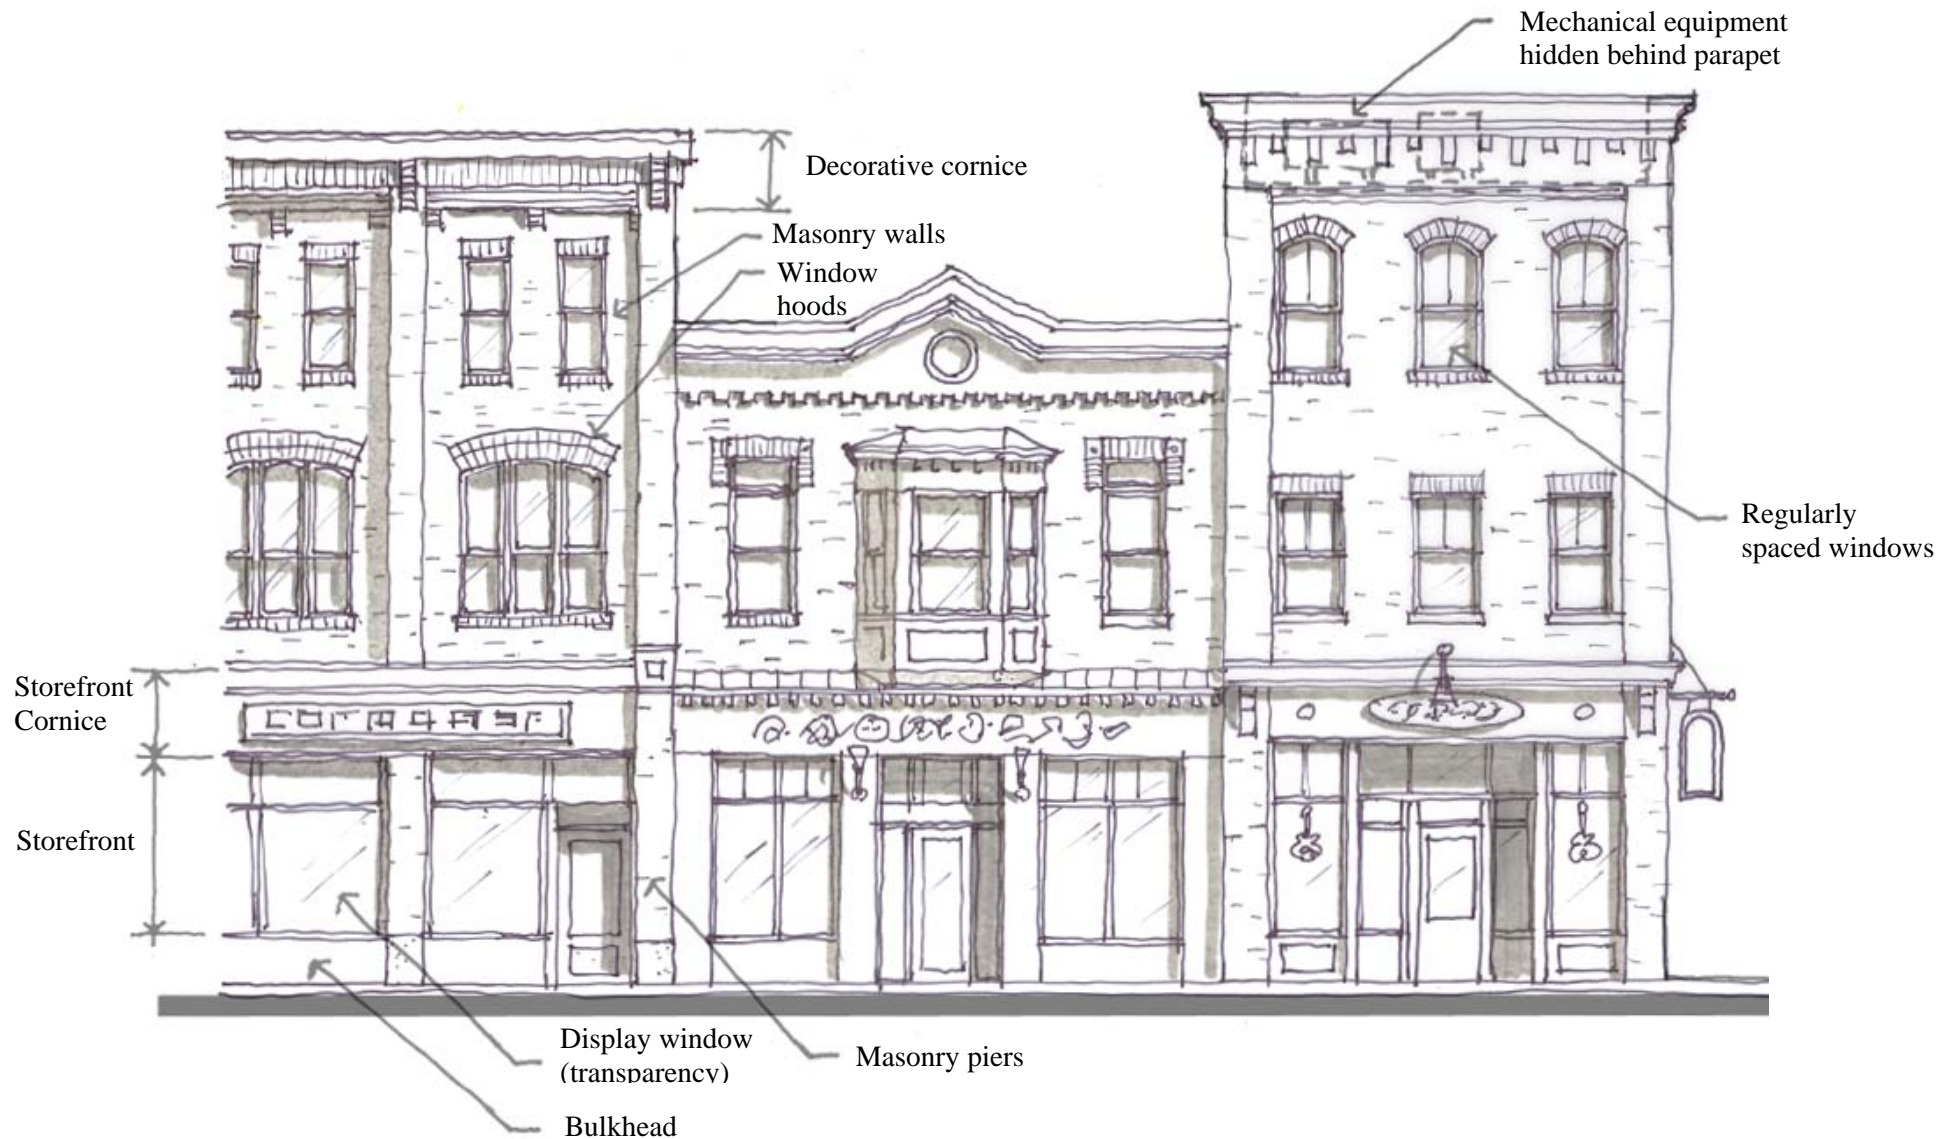 Mechanical equipment
hidden behind parapet
Decorative cornice
Masonry walls
Window
hoods
Regularly
spaced windows
Storefront
Cornice
Storefront
Display window
(transparency)
Masonry piers
Bulkhead